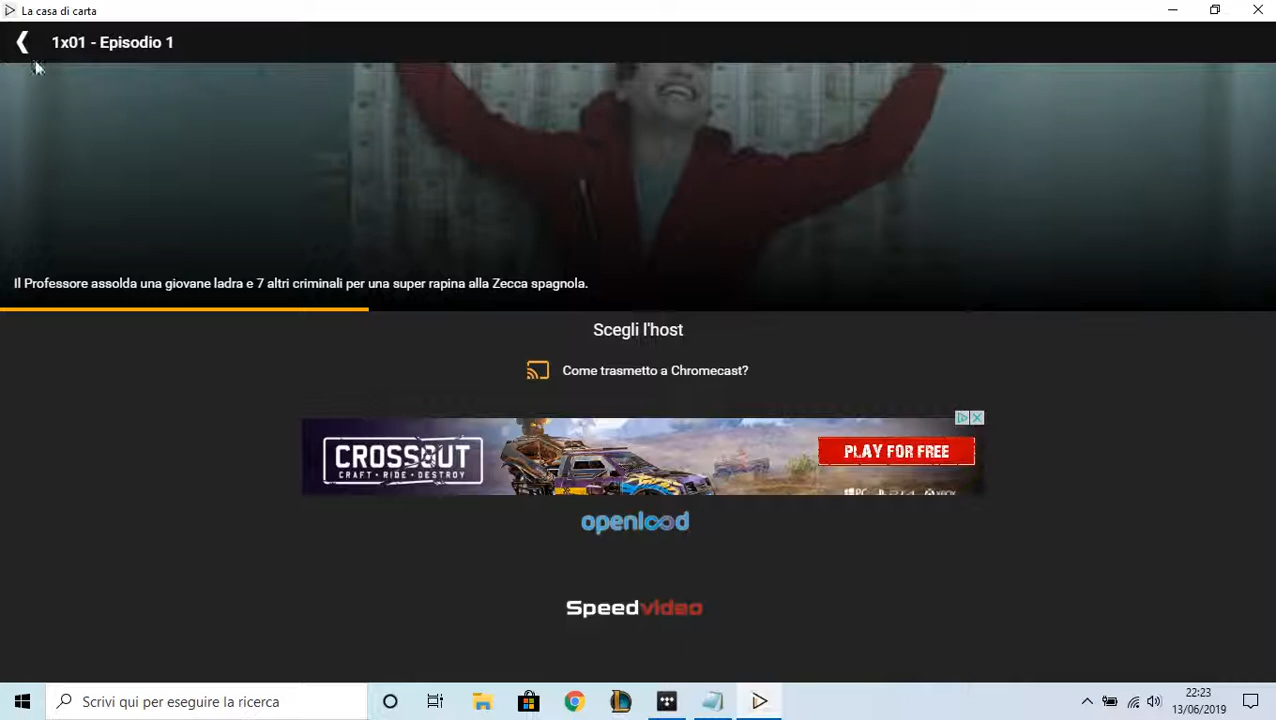 La casa di carta
1x01 - Episodio 1
Il Professore assolda una giovane ladra e 7 altri criminali per una super rapina alla Zecca spagnola.
Scegli l'host
Come trasmetto a Chromecast?
CROSSOUT
CRAFT • RIDE • DESTROY
PLAY FOR FREE
openlood
Speedvideo
Scrivi qui per eseguire la ricerca
22:23
13/06/2019